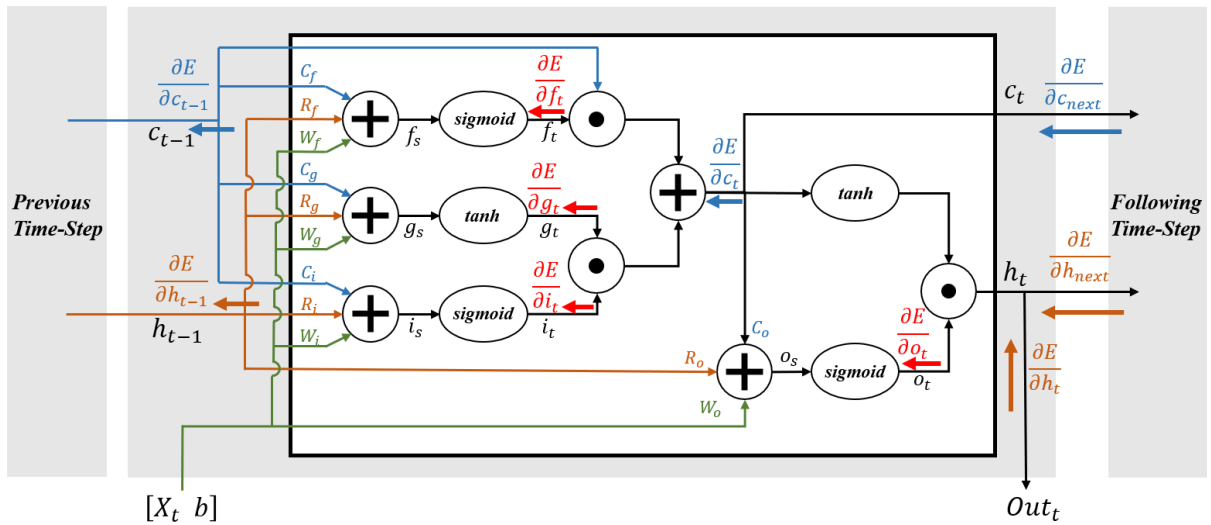 Previous
Time-Step
∂E
∂c_{t-1}
c_{t-1}
∂E
∂h_{t-1}
h_{t-1}
[X_t b]
C_f
R_f
W_f
f_s
sigmoid
f_t
∂E
∂f_t
C_g
R_g
W_g
g_s
tanh
g_t
∂E
∂g_t
C_i
R_i
W_i
i_s
sigmoid
i_t
∂E
∂i_t
∂E
∂c_t
tanh
C_o
R_o
W_o
o_s
sigmoid
o_t
∂E
∂o_t
c_t
∂E
∂c_{next}
h_t
∂E
∂h_{next}
∂E
∂h_t
Out_t
Following
Time-Step